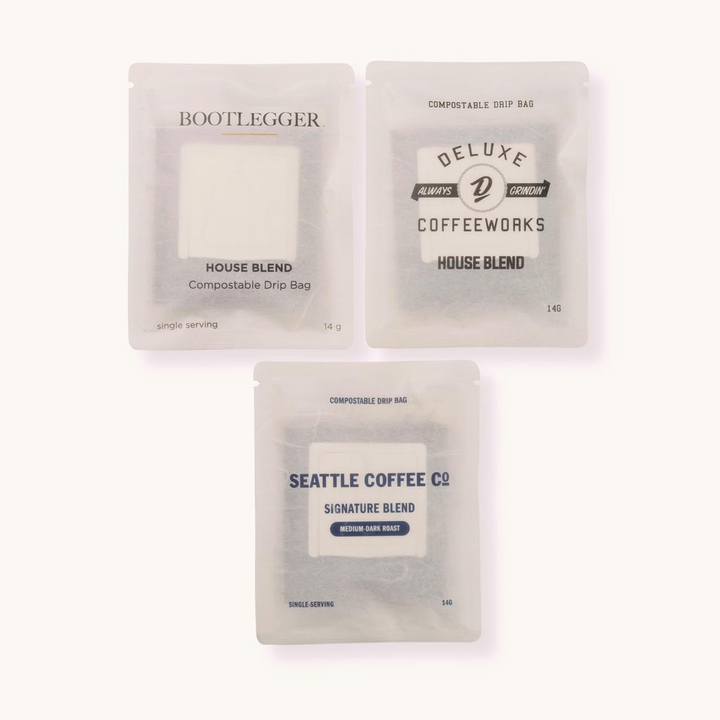 BOOTLEGGER
HOUSE BLEND
Compostable Drip Bag
single serving
14 g
COMPOSTABLE DRIP BAG
DELUXE
ALWAYS D GRINDIN'
COFFEEWORKS
HOUSE BLEND
14G
COMPOSTABLE DRIP BAG
SEATTLE COFFEE Cº
SIGNATURE BLEND
MEDIUM-DARK ROAST
SINGLE-SERVING
14G